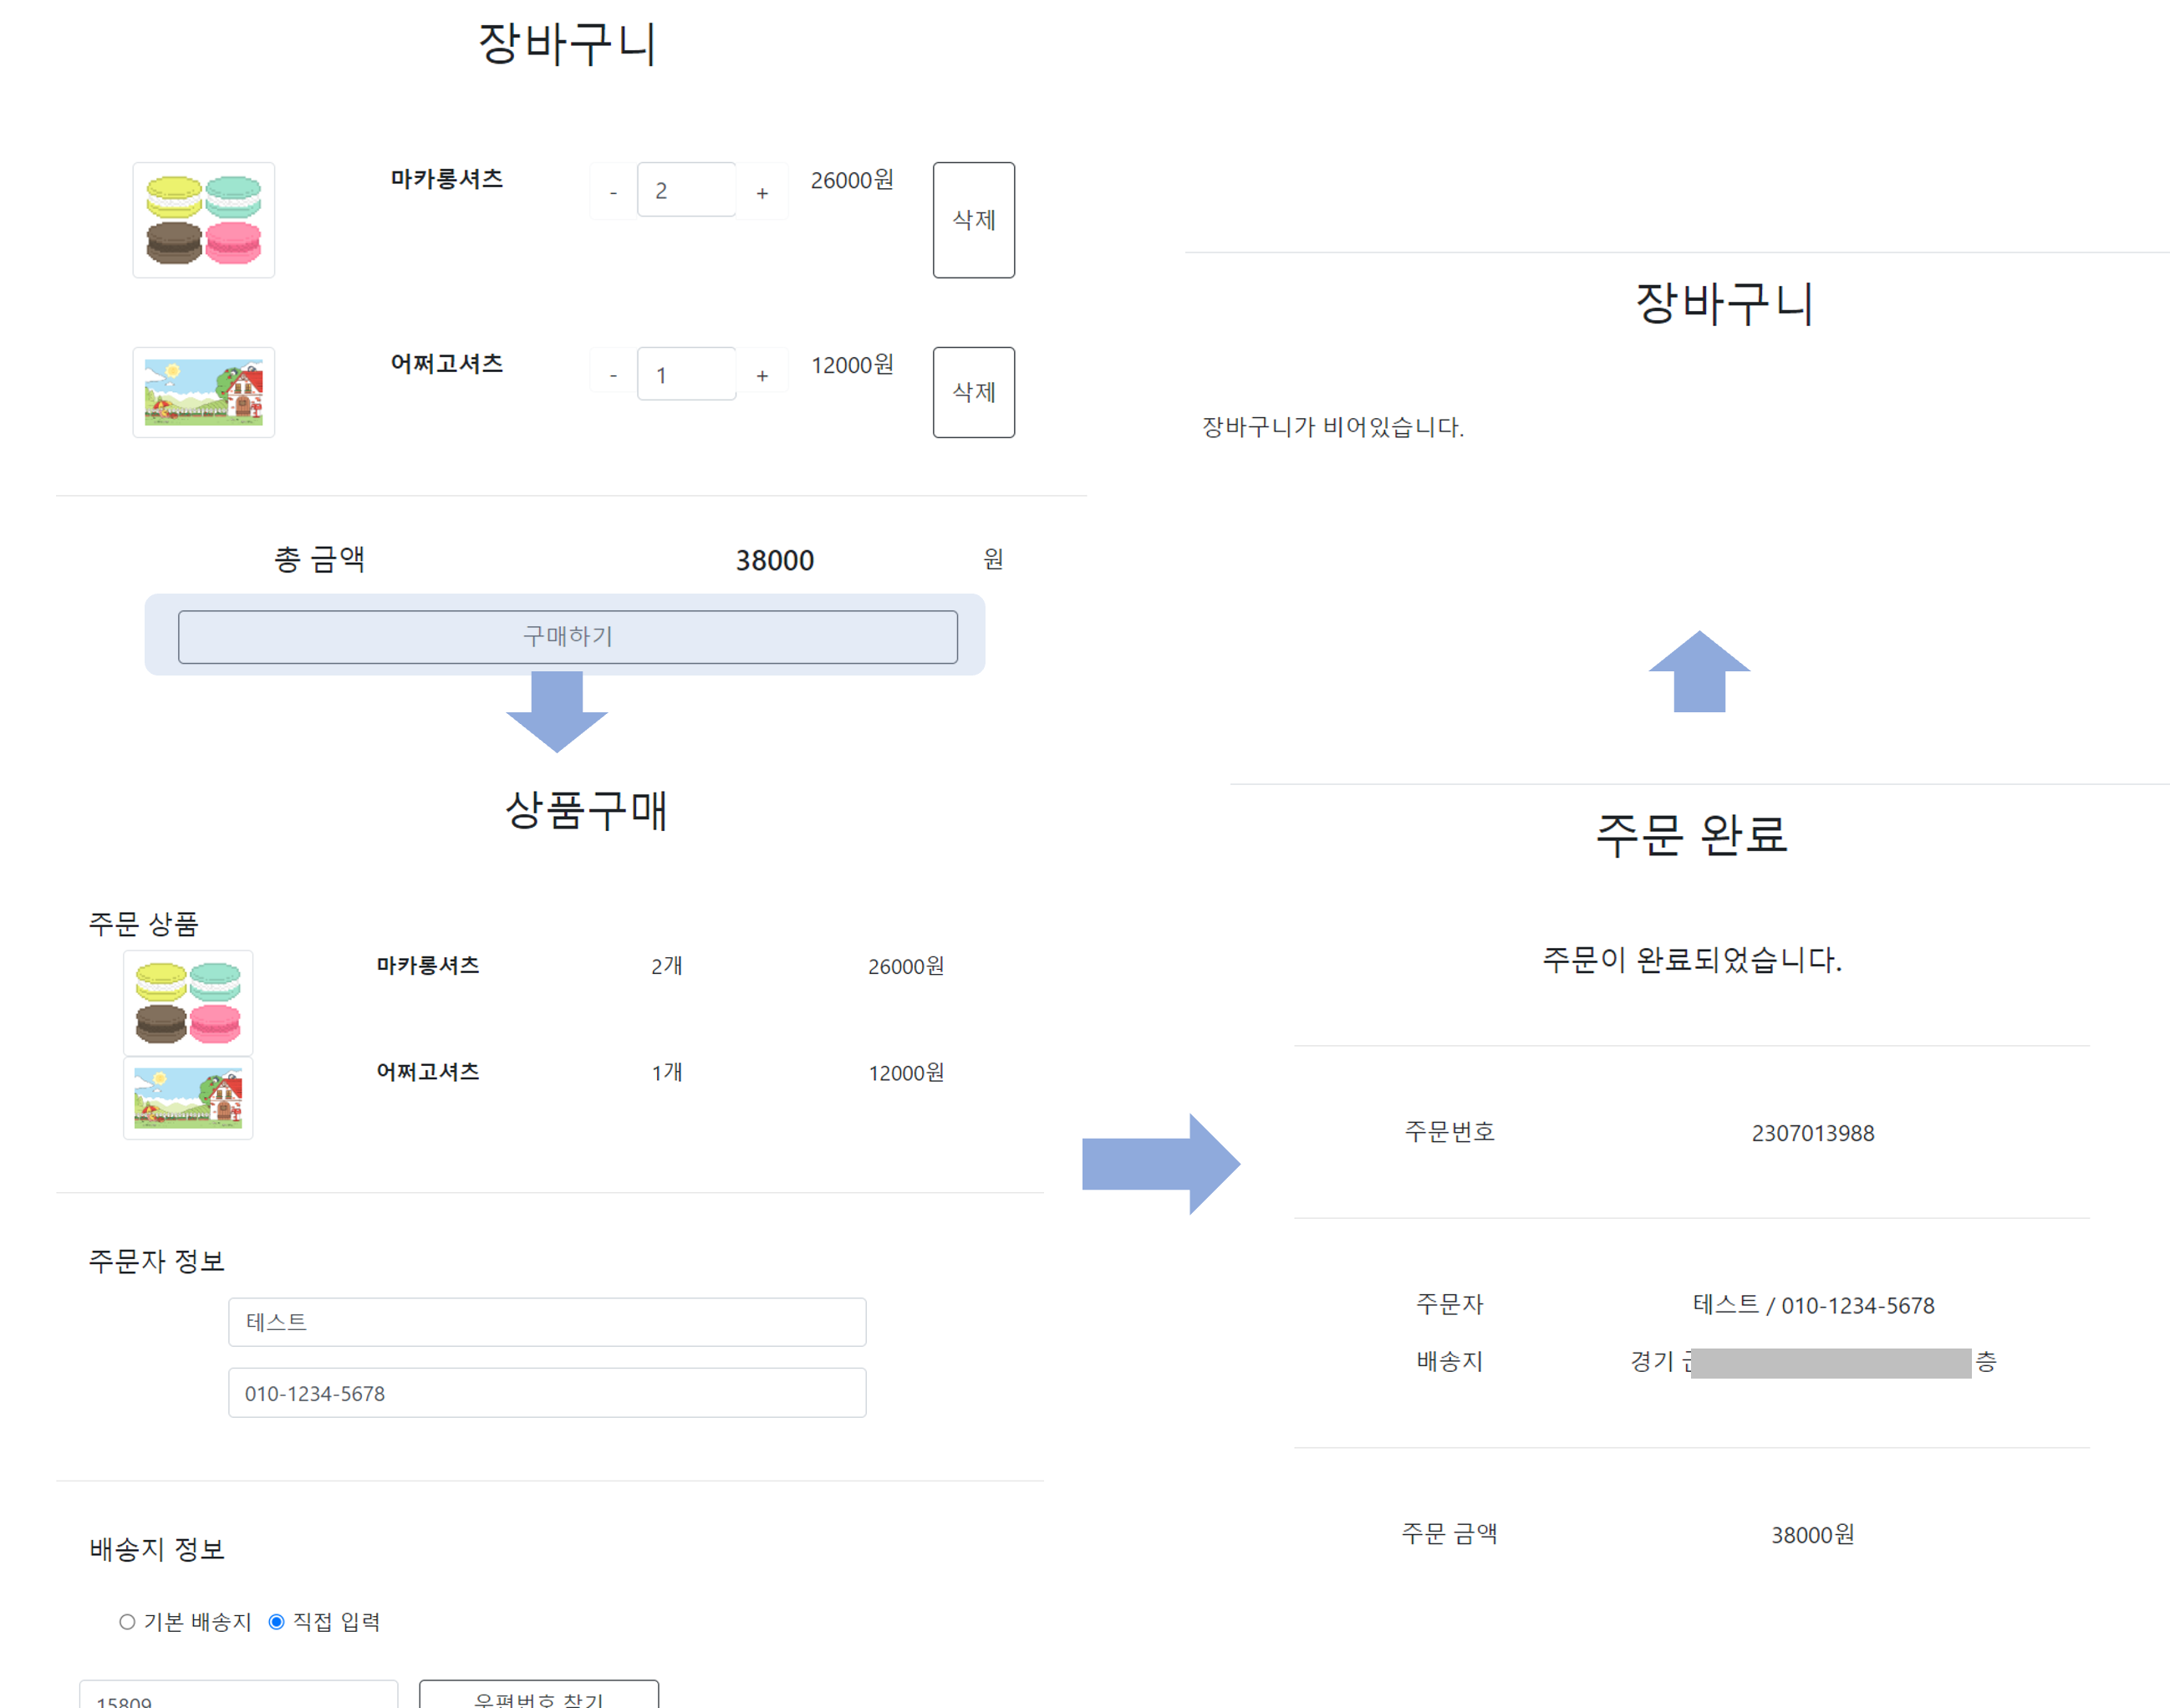 장바구니
마카롱셔츠 - 2 + 26000원 삭제
어쩌고셔츠 - 1 + 12000원 삭제
총 금액 38000 원
구매하기
상품구매
주문 상품
마카롱셔츠 2개 26000원
어쩌고셔츠 1개 12000원
주문자 정보
테스트
010-1234-5678
배송지 정보
기본 배송지 직접 입력
15809 우편번호 찾기
주문 완료
주문이 완료되었습니다.
주문번호 2307013988
주문자 테스트 / 010-1234-5678
배송지 경기 층
주문 금액 38000원
장바구니
장바구니가 비어있습니다.